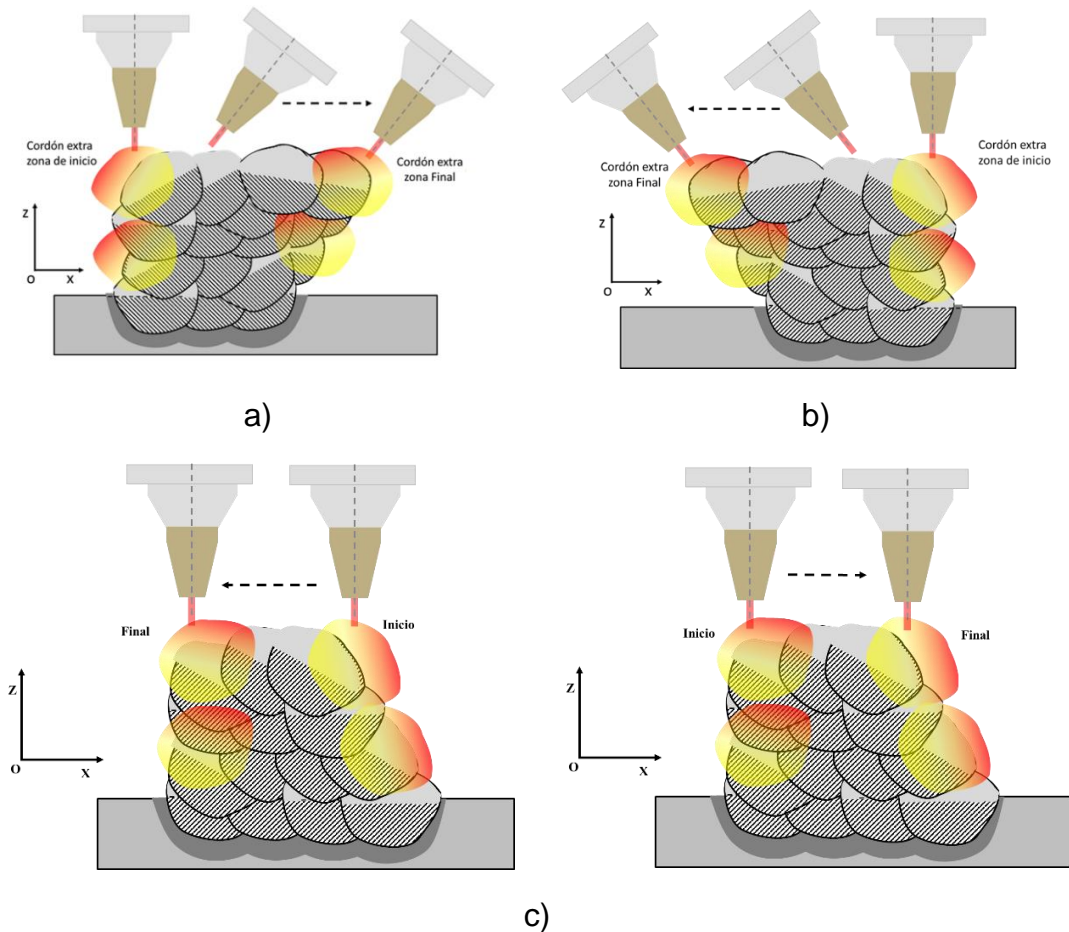 Cordón extra
zona de inicio
Cordón extra
zona Final
Z
O
X
a)
Cordón extra
zona Final
Cordón extra
zona de inicio
Z
O
X
b)
Final
Inicio
Z
O
X
Inicio
Final
Z
O
X
c)